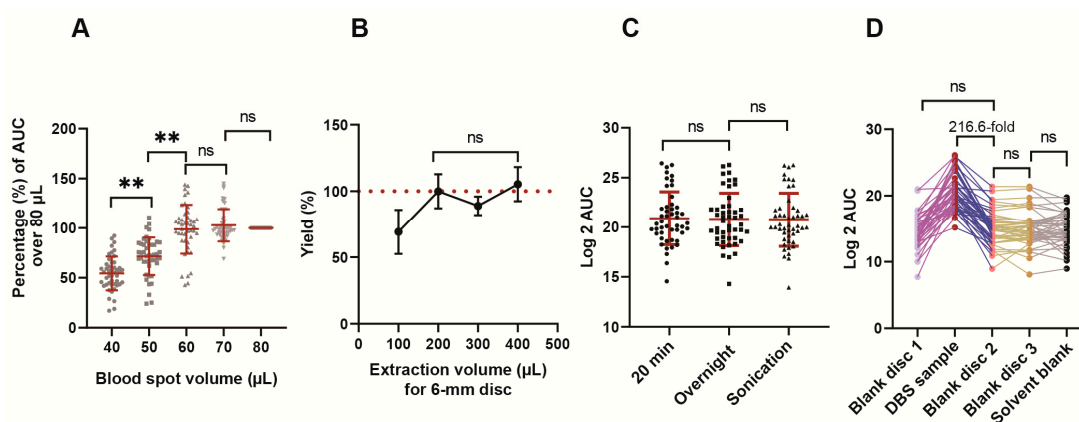 A
B
C
D
Percentage (%) of AUC
over 80 µL
200
150
100
50
0
**
**
ns
ns
40
50
60
70
80
Blood spot volume (µL)
Yield (%)
150
100
50
0
ns
0
100
200
300
400
500
Extraction volume (µL)
for 6-mm disc
Log 2 AUC
30
25
20
15
10
ns
ns
20 min
Overnight
Sonication
Log 2 AUC
30
20
10
0
ns
216.6-fold
ns
ns
Blank disc 1
DBS sample
Blank disc 2
Blank disc 3
Solvent blank